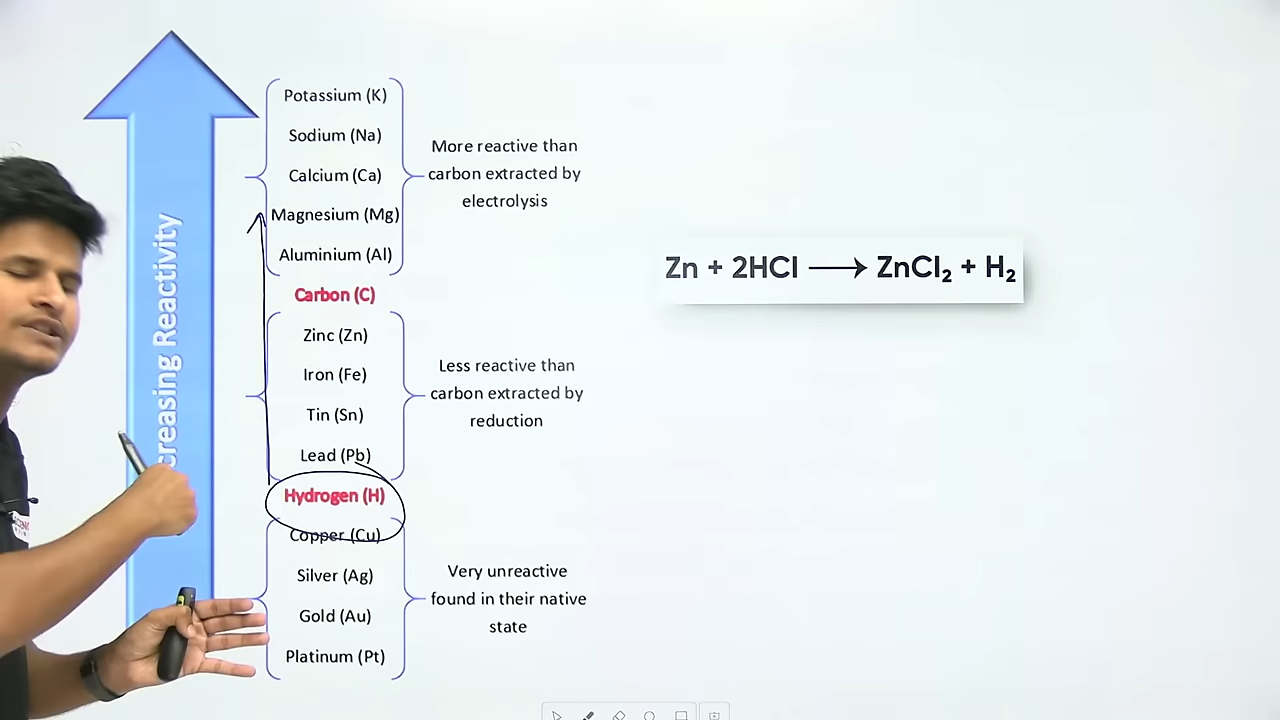 Potassium (K)
Sodium (Na)
Calcium (Ca)
Magnesium (Mg)
Aluminium (Al)
Carbon (C)
Zinc (Zn)
Iron (Fe)
Tin (Sn)
Lead (Pb)
Hydrogen (H)
Copper (Cu)
Silver (Ag)
Gold (Au)
Platinum (Pt)
More reactive than
carbon extracted by
electrolysis
Less reactive than
carbon extracted by
reduction
Very unreactive
found in their native
state
creasing Reactivity
Zn + 2HCl ⟶ ZnCl₂ + H₂